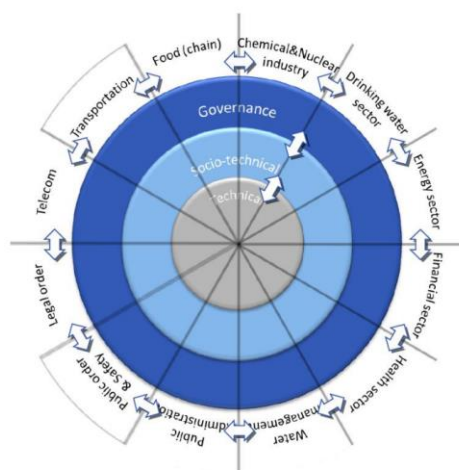 Food (chain)
Chemical&Nuclear
industry
Drinking water
sector
Energy sector
Financial sector
Health sector
Water
management
Public
administration
Public order
& Safety
Legal order
Telecom
Transportation
Governance
Socio-technical
Technical